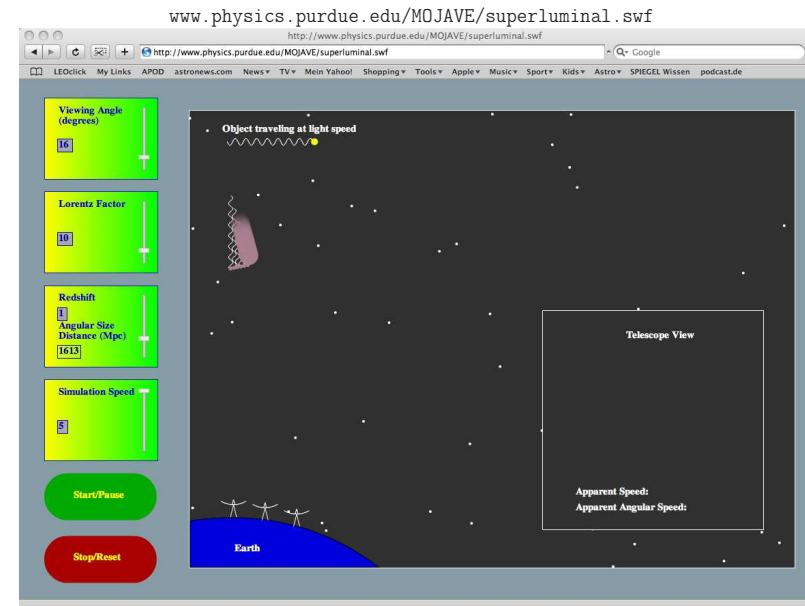 www.physics.purdue.edu/MOJAVE/superluminal.swf
http://www.physics.purdue.edu/MOJAVE/superluminal.swf
http://www.physics.purdue.edu/MOJAVE/superluminal.swf
Google
LEOclick My Links APOD astronews.com News TV Mein Yahoo! Shopping Tools Apple Music Sport Kids Astro SPIEGEL Wissen podcast.de
Viewing Angle
(degrees)
16
Lorentz Factor
10
Redshift
1
Angular Size
Distance (Mpc)
1613
Simulation Speed
5
Start/Pause
Stop/Reset
Object traveling at light speed
Telescope View
Apparent Speed:
Apparent Angular Speed:
Earth